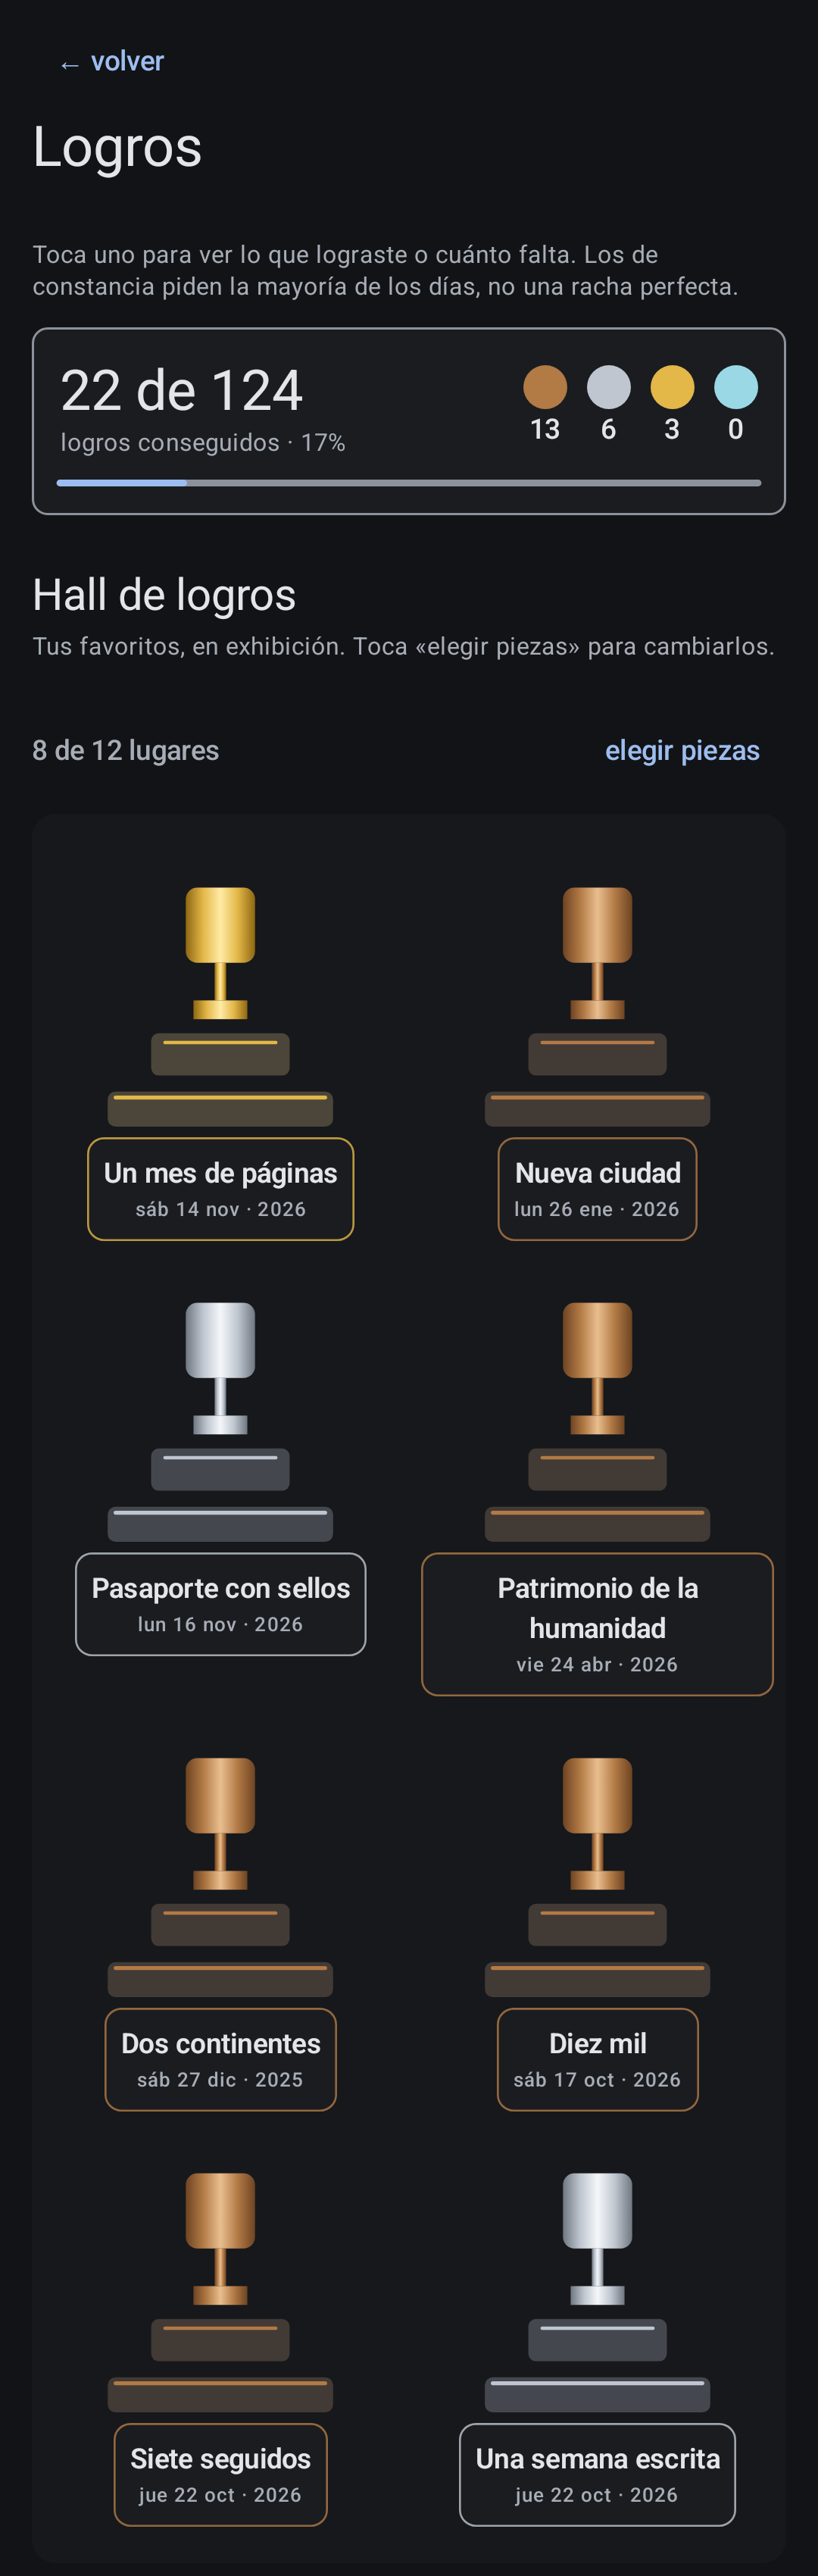 ← volver
Logros
Toca uno para ver lo que lograste o cuánto falta. Los de
constancia piden la mayoría de los días, no una racha perfecta.
22 de 124
logros conseguidos · 17%
13 6 3 0
Hall de logros
Tus favoritos, en exhibición. Toca «elegir piezas» para cambiarlos.
8 de 12 lugares
elegir piezas
Un mes de páginas
sáb 14 nov · 2026
Nueva ciudad
lun 26 ene · 2026
Pasaporte con sellos
lun 16 nov · 2026
Patrimonio de la
humanidad
vie 24 abr · 2026
Dos continentes
sáb 27 dic · 2025
Diez mil
sáb 17 oct · 2026
Siete seguidos
jue 22 oct · 2026
Una semana escrita
jue 22 oct · 2026